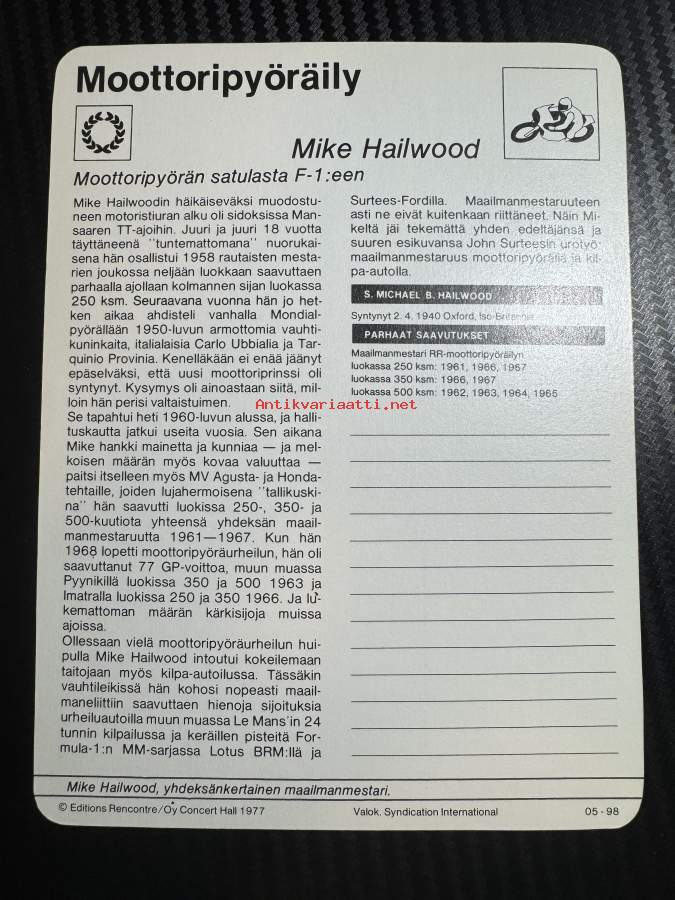 Moottoripyöräily
Mike Hailwood
Moottoripyörän satulasta F-1:een
Mike Hailwoodin häikäiseväksi muodostu-
neen motoristiuran alku oli sidoksissa Man-
saaren TT-ajoihin. Juuri ja juuri 18 vuotta
täyttäneenä ''tuntemattomana'' nuorukai-
sena hän osallistui 1958 rautaisten mesta-
rien joukossa neljään luokkaan saavuttaen
parhaalla ajollaan kolmannen sijan luokassa
250 ksm. Seuraavana vuonna hän jo het-
ken aikaa ahdisteli vanhalla Mondial-
pyörällään 1950-luvun armottomia vauhti-
kuninkaita, italialaisia Carlo Ubbialia ja Tar-
quinio Provinia. Kenelläkään ei enää jäänyt
epäselväksi, että uusi moottoriprinssi oli
syntynyt. Kysymys oli ainoastaan siitä, mil-
loin hän perisi valtaistuimen.
Se tapahtui heti 1960-luvun alussa, ja halli-
tuskautta jatkui useita vuosia. Sen aikana
Mike hankki mainetta ja kunniaa — ja mel-
koisen määrän myös kovaa valuuttaa —
paitsi itselleen myös MV Agusta- ja Honda-
tehtaille, joiden lujahermoisena ''tallikuski-
na'' hän saavutti luokissa 250-, 350- ja
500-kuutiota yhteensä yhdeksän maail-
manmestaruutta 1961—1967. Kun hän
1968 lopetti moottoripyöräurheilun, hän oli
saavuttanut 77 GP-voittoa, muun muassa
Pyynikillä luokissa 350 ja 500 1963 ja
Imatralla luokissa 250 ja 350 1966. Ja lu-
kemattoman määrän kärkisijoja muissa
ajoissa.
Ollessaan vielä moottoripyöräurheilun hui-
pulla Mike Hailwood intoutui kokeilemaan
taitojaan myös kilpa-autoilussa. Tässäkin
vauhtileikissä hän kohosi nopeasti maail-
maneliittiin saavuttaen hienoja sijoituksia
urheiluautoilla muun muassa Le Mans'in 24
tunnin kilpailussa ja keräillen pisteitä For-
mula-1:n MM-sarjassa Lotus BRM:llä ja
Surtees-Fordilla. Maailmanmestaruuteen
asti ne eivät kuitenkaan riittäneet. Näin Mi-
keltä jäi tekemättä yhden edeltäjänsä ja
suuren esikuvansa John Surteesin urotyö:
maailmanmestaruus moottoripyörällä ja kil-
pa-autolla.
S. MICHAEL B. HAILWOOD
Syntynyt 2. 4. 1940 Oxford, Iso-Britannia
PARHAAT SAAVUTUKSET
Maailmanmestari RR-moottoripyöräilyn
luokassa 250 ksm: 1961, 1966, 1967
luokassa 350 ksm: 1966, 1967
luokassa 500 ksm: 1962, 1963, 1964, 1965
Antikvariaatti.net
Mike Hailwood, yhdeksänkertainen maailmanmestari.
© Editions Rencontre/Oy Concert Hall 1977
Valok. Syndication International
05 - 98